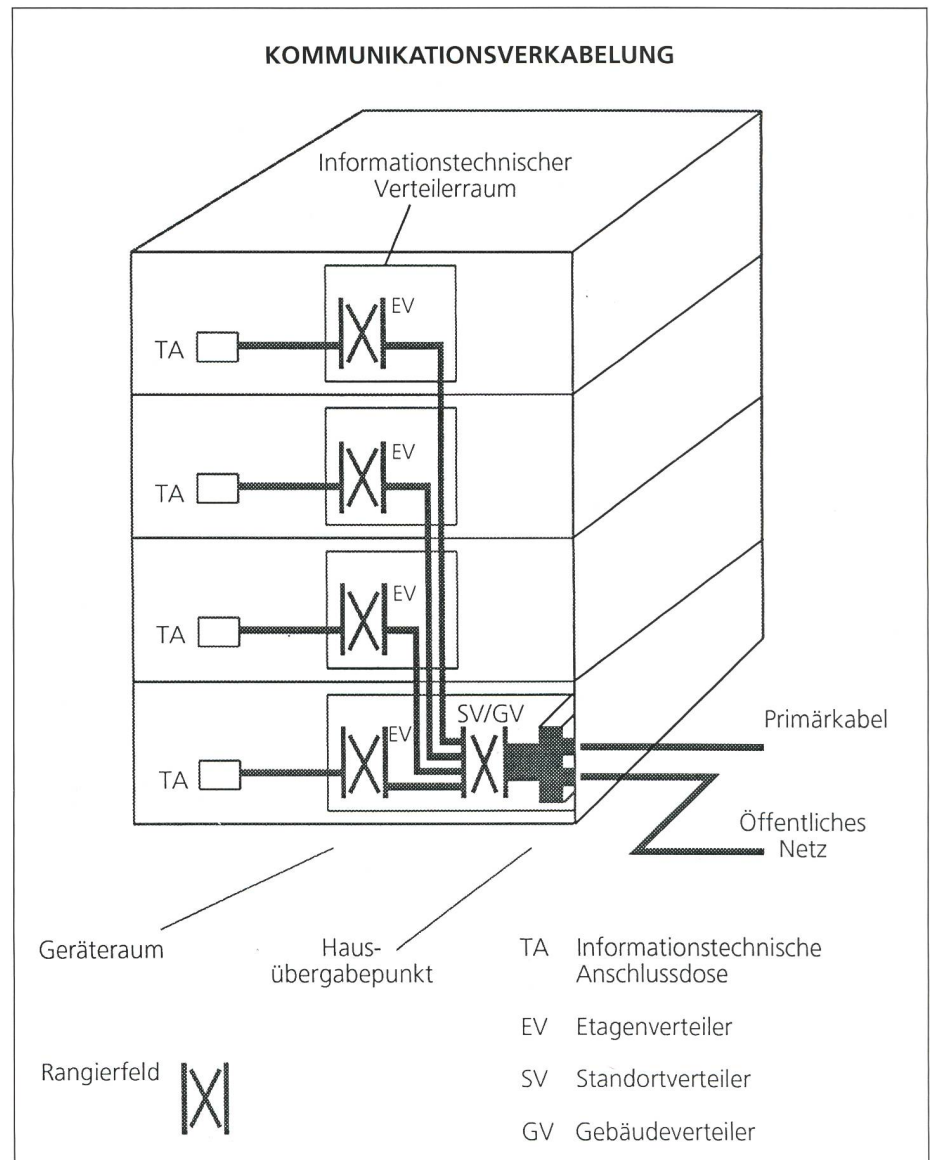 KOMMUNIKATIONSVERKABELUNG
Informationstechnischer
Verteilerraum
EV
TA
EV
TA
EV
TA
SV/GV
EV
TA
Primärkabel
Öffentliches
Netz
Geräteraum
Haus-
übergabepunkt
TA Informationstechnische
Anschlussdose
EV Etagenverteiler
SV Standortverteiler
GV Gebäudeverteiler
Rangierfeld